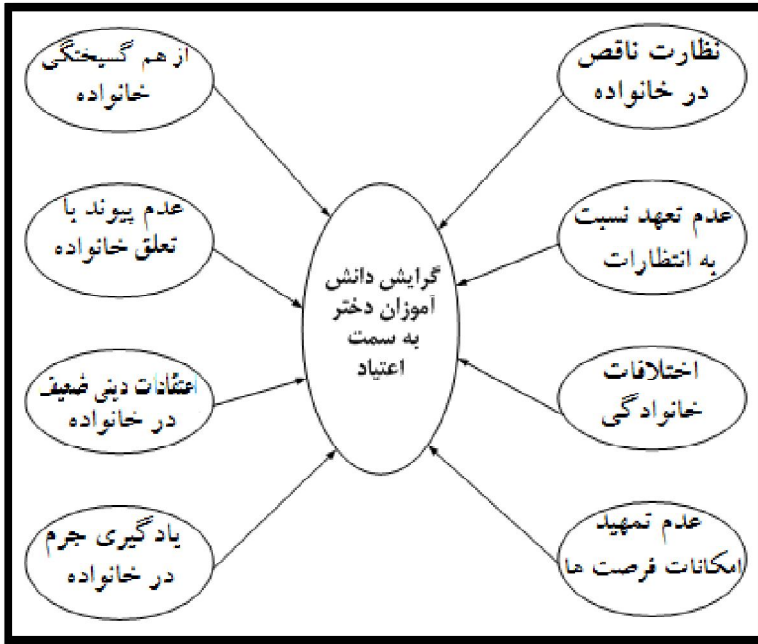 نظارت ناقص
در خانواده
از هم گسیختگی
خانواده
عدم تعهد نسبت
به انتظارات
عدم پیوند با
تعلق خانواده
گرایش دانش
آموزان دختر
به سمت
اعتیاد
اختلافات
خانوادگی
اعتقادات دینی ضعیف
در خانواده
عدم تمهید
امکانات فرصت ها
یادگیری جرم
در خانواده